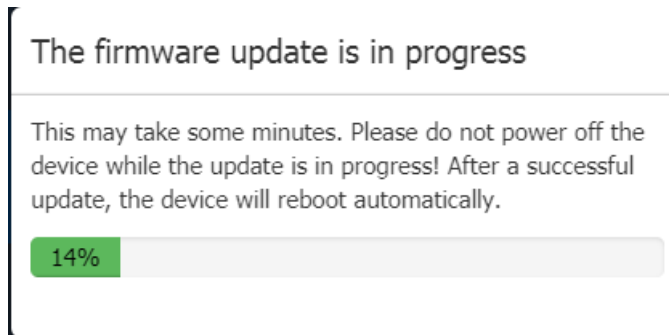 The firmware update is in progress
This may take some minutes. Please do not power off the
device while the update is in progress! After a successful
update, the device will reboot automatically.
14%